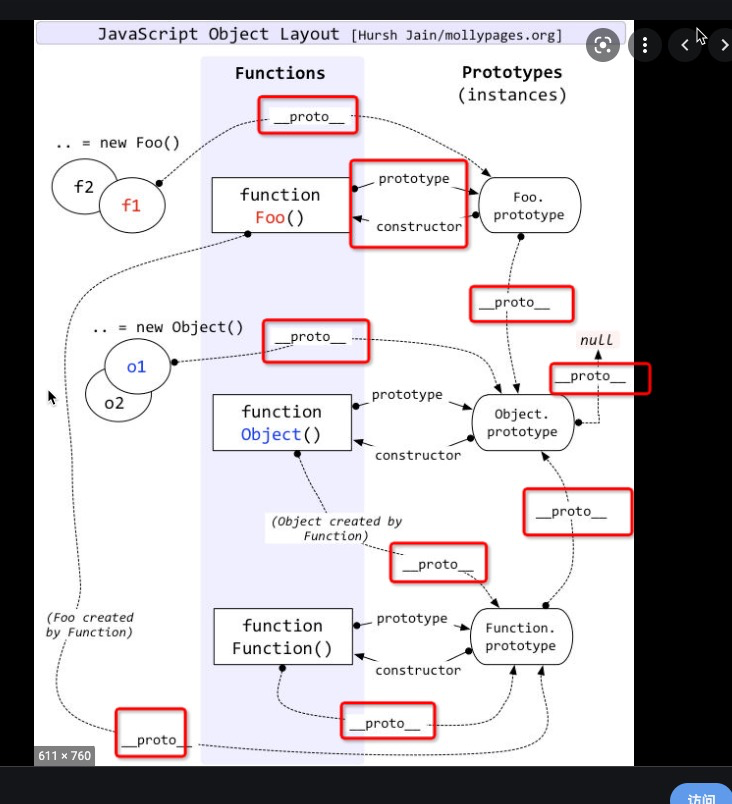 JavaScript Object Layout [Hursh Jain/mollypages.org]
Functions
Prototypes
(instances)
__proto__
.. = new Foo()
f2
f1
function
Foo()
prototype
constructor
Foo.
prototype
__proto__
.. = new Object()
__proto__
null
__proto__
o1
o2
function
Object()
prototype
constructor
Object.
prototype
__proto__
(Object created by
Function)
__proto__
(Foo created
by Function)
function
Function()
prototype
constructor
Function.
prototype
__proto__
__proto__
611 × 760
访问